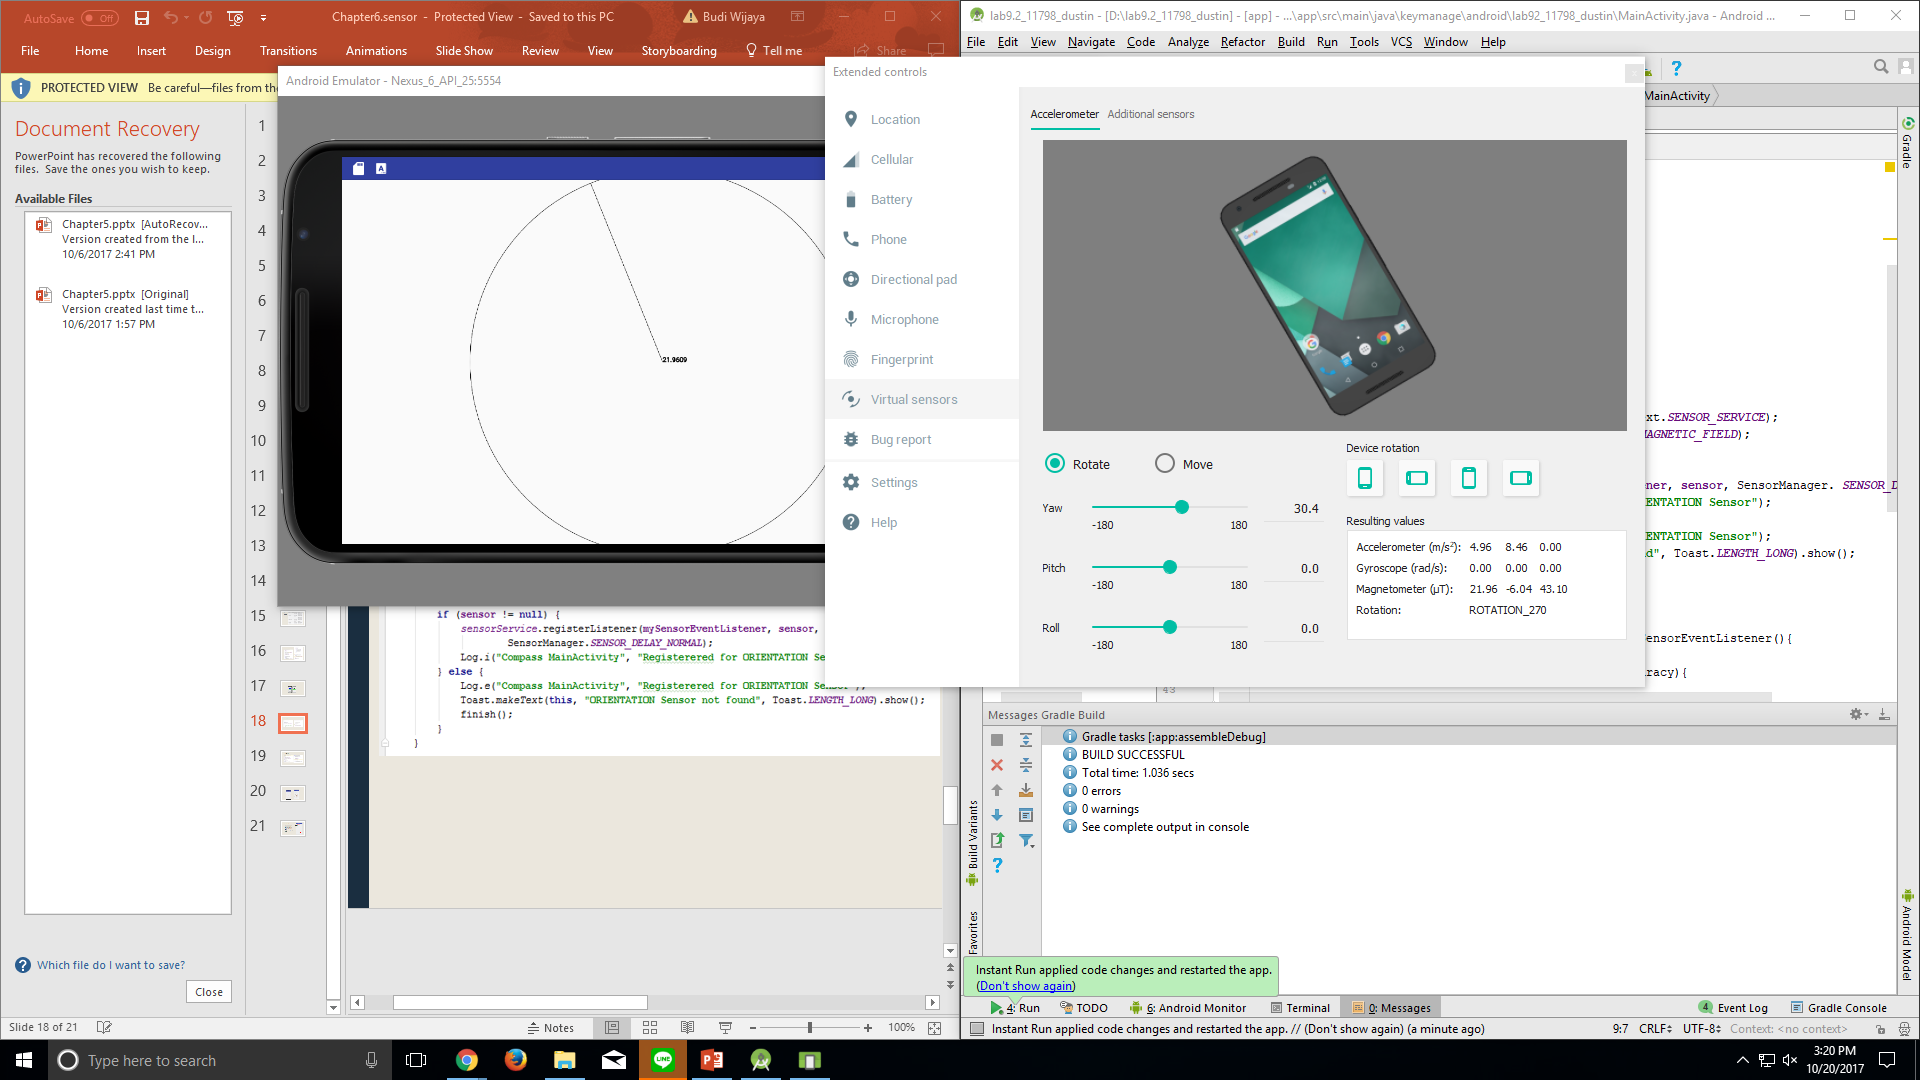 AutoSave Off
Chapter6.sensor - Protected View - Saved to this PC
Budi Wijaya
File Home Insert Design Transitions Animations Slide Show Review View Storyboarding Tell me Share
PROTECTED VIEW Be careful—files from the
Document Recovery
PowerPoint has recovered the following
files. Save the ones you wish to keep.
Available Files
Chapter5.pptx [AutoRecov...
Version created from the l...
10/6/2017 2:41 PM
Chapter5.pptx [Original]
Version created last time t...
10/6/2017 1:57 PM
Which file do I want to save?
Close
1
2
3
4
5
6
7
8
9
10
11
12
13
14
15
16
17
18
19
20
21
Android Emulator - Nexus_6_API_25:5554
A
21.9609
if (sensor != null) {
sensorService.registerListener(mySensorEventListener, sensor,
SensorManager.SENSOR_DELAY_NORMAL);
Log.i("Compass MainActivity", "Registerered for ORIENTATION Se
} else {
Log.e("Compass MainActivity", "Registerered for ORIENTATION Sensor");
Toast.makeText(this, "ORIENTATION Sensor not found", Toast.LENGTH_LONG).show();
finish();
}
}
Slide 18 of 21
Notes
100%
Extended controls
Location
Cellular
Battery
Phone
Directional pad
Microphone
Fingerprint
Virtual sensors
Bug report
Settings
Help
Accelerometer Additional sensors
Rotate Move
Yaw 30.4
-180 180
Pitch 0.0
-180 180
Roll 0.0
-180 180
Device rotation
Resulting values
Accelerometer (m/s²): 4.96 8.46 0.00
Gyroscope (rad/s): 0.00 0.00 0.00
Magnetometer (μT): 21.96 -6.04 43.10
Rotation: ROTATION_270
lab9.2_11798_dustin - [D:\lab9.2_11798_dustin] - [app] - ...\app\src\main\java\keymanage\android\lab92_11798_dustin\MainActivity.java - Android ...
File Edit View Navigate Code Analyze Refactor Build Run Tools VCS Window Help
MainActivity
Gradle
xt.SENSOR_SERVICE);
MAGNETIC_FIELD);
ner, sensor, SensorManager. SENSOR_D
ENTATION Sensor");
ENTATION Sensor");
d", Toast.LENGTH_LONG).show();
ensorEventListener(){
racy){
43
Messages Gradle Build
Gradle tasks [:app:assembleDebug]
BUILD SUCCESSFUL
Total time: 1.036 secs
0 errors
0 warnings
See complete output in console
Build Variants
Favorites
Android Model
Instant Run applied code changes and restarted the app.
(Don't show again)
4: Run TODO 6: Android Monitor Terminal 0: Messages 4 Event Log Gradle Console
Instant Run applied code changes and restarted the app. // (Don't show again) (a minute ago) 9:7 CRLF UTF-8 Context: <no context>
Type here to search
LINE
3:20 PM
10/20/2017